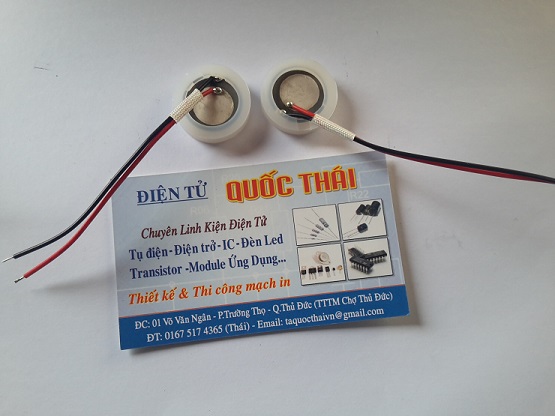 ĐIỆN TỬ QUỐC THÁI
Chuyên Linh Kiện Điện Tử
Tụ điện - Điện trở - IC - Đèn Led
Transistor -Module Ứng Dụng...
Thiết kế & Thi công mạch in
ĐC: 01 Võ Văn Ngân - P.Trường Thọ - Q.Thủ Đức (TTTM Chợ Thủ Đức)
ĐT: 0167 517 4365 (Thái) - Email: taquocthaivn@gmail.com